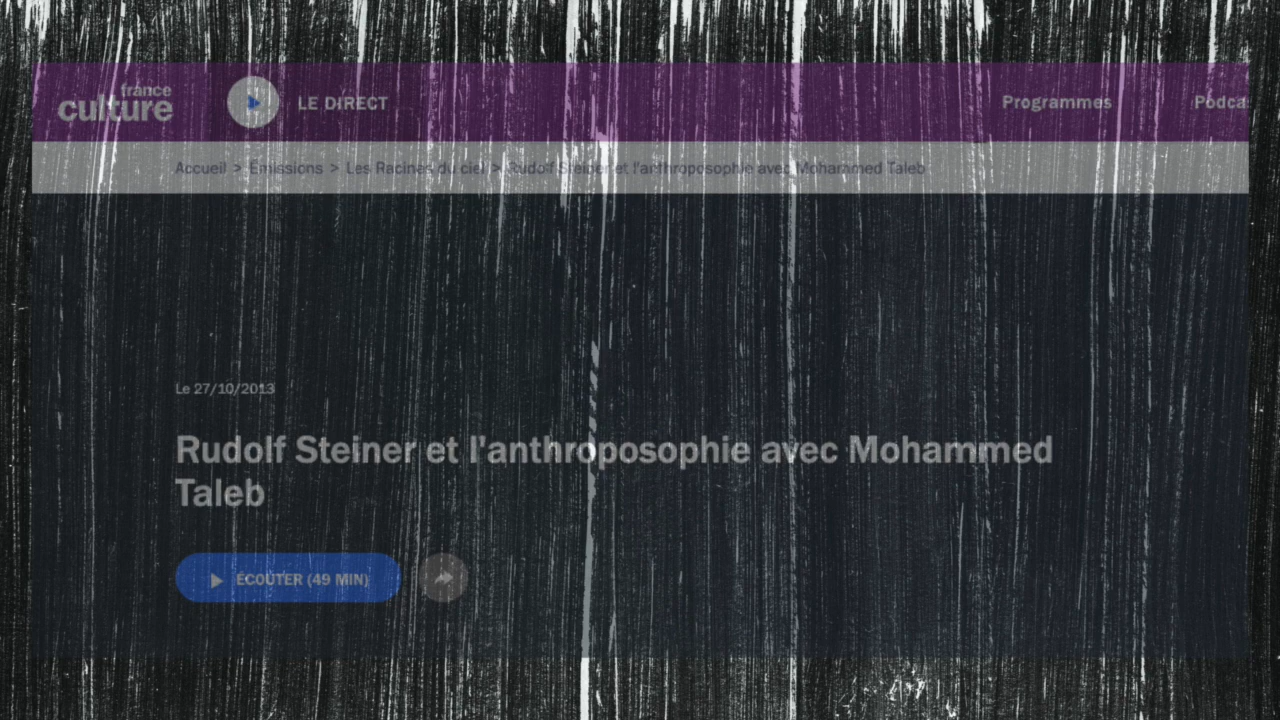 france
culture
LE DIRECT
Programmes
Podca
Accueil > Émissions > Les Racines du ciel > Rudolf Steiner et l'anthroposophie avec Mohammed Taleb
Le 27/10/2013
Rudolf Steiner et l'anthroposophie avec Mohammed
Taleb
ÉCOUTER (49 MIN)